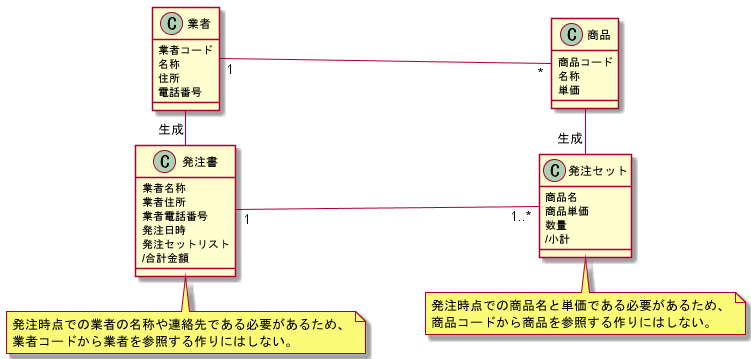 C 業者
業者コード
名称
住所
電話番号
C 商品
商品コード
名称
単価
1
*
生成
生成
C 発注書
業者名称
業者住所
業者電話番号
発注日時
発注セットリスト
/合計金額
C 発注セット
商品名
商品単価
数量
/小計
1
1..*
発注時点での業者の名称や連絡先である必要があるため、
業者コードから業者を参照する作りにはしない。
発注時点での商品名と単価である必要があるため、
商品コードから商品を参照する作りにはしない。